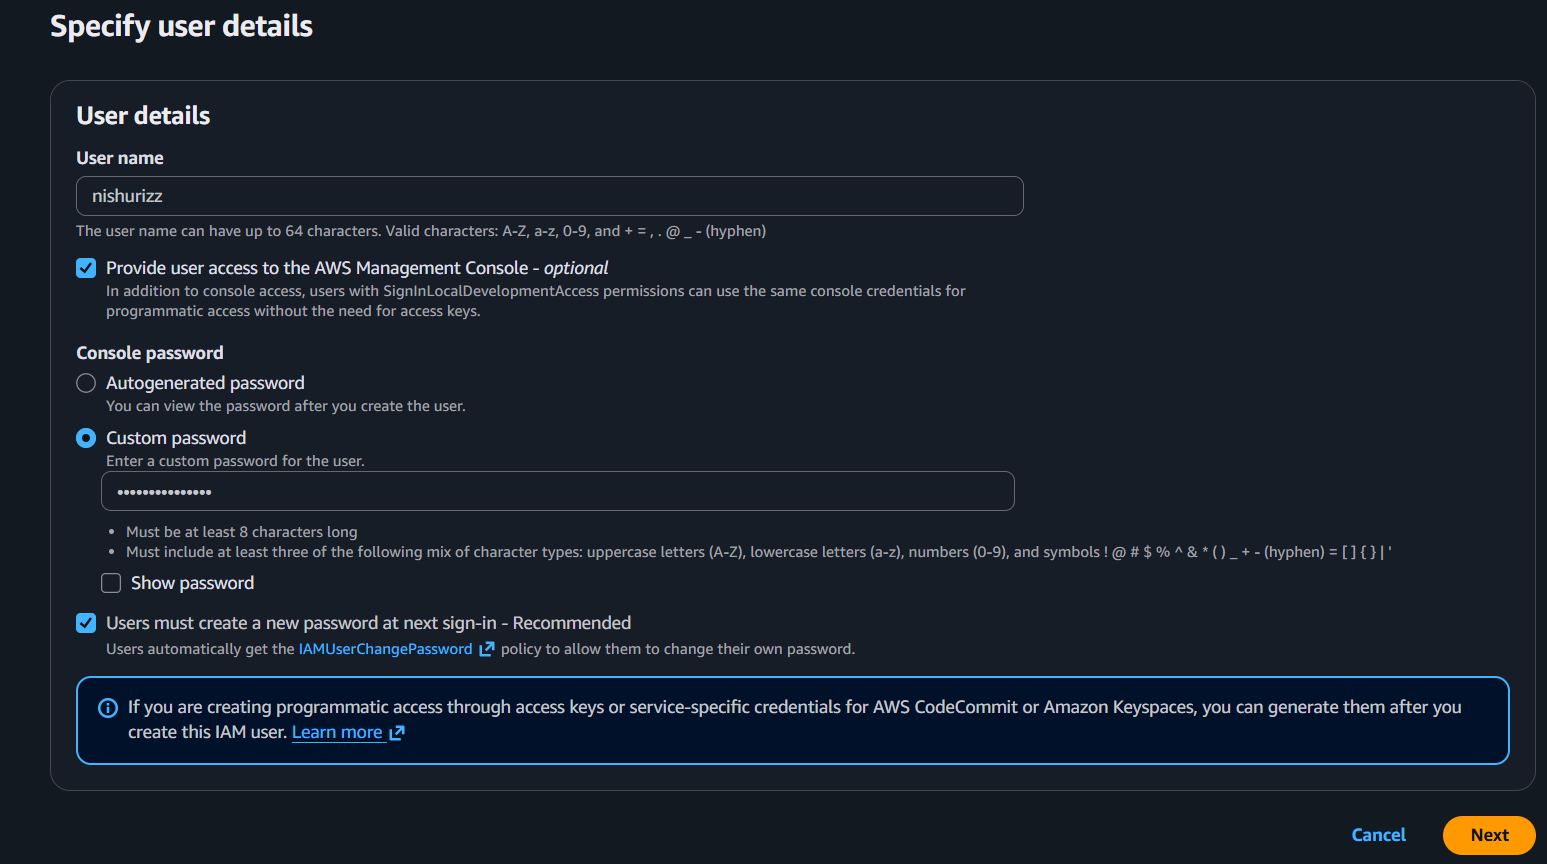 Specify user details
User details
User name
nishurizz
The user name can have up to 64 characters. Valid characters: A-Z, a-z, 0-9, and + = , . @ _ - (hyphen)
Provide user access to the AWS Management Console - optional
In addition to console access, users with SignInLocalDevelopmentAccess permissions can use the same console credentials for
programmatic access without the need for access keys.
Console password
Autogenerated password
You can view the password after you create the user.
Custom password
Enter a custom password for the user.
•••••••••••••••
• Must be at least 8 characters long
• Must include at least three of the following mix of character types: uppercase letters (A-Z), lowercase letters (a-z), numbers (0-9), and symbols ! @ # $ % ^ & * ( ) _ + - (hyphen) = [ ] { } | '
Show password
Users must create a new password at next sign-in - Recommended
Users automatically get the IAMUserChangePassword policy to allow them to change their own password.
If you are creating programmatic access through access keys or service-specific credentials for AWS CodeCommit or Amazon Keyspaces, you can generate them after you
create this IAM user. Learn more
Cancel
Next